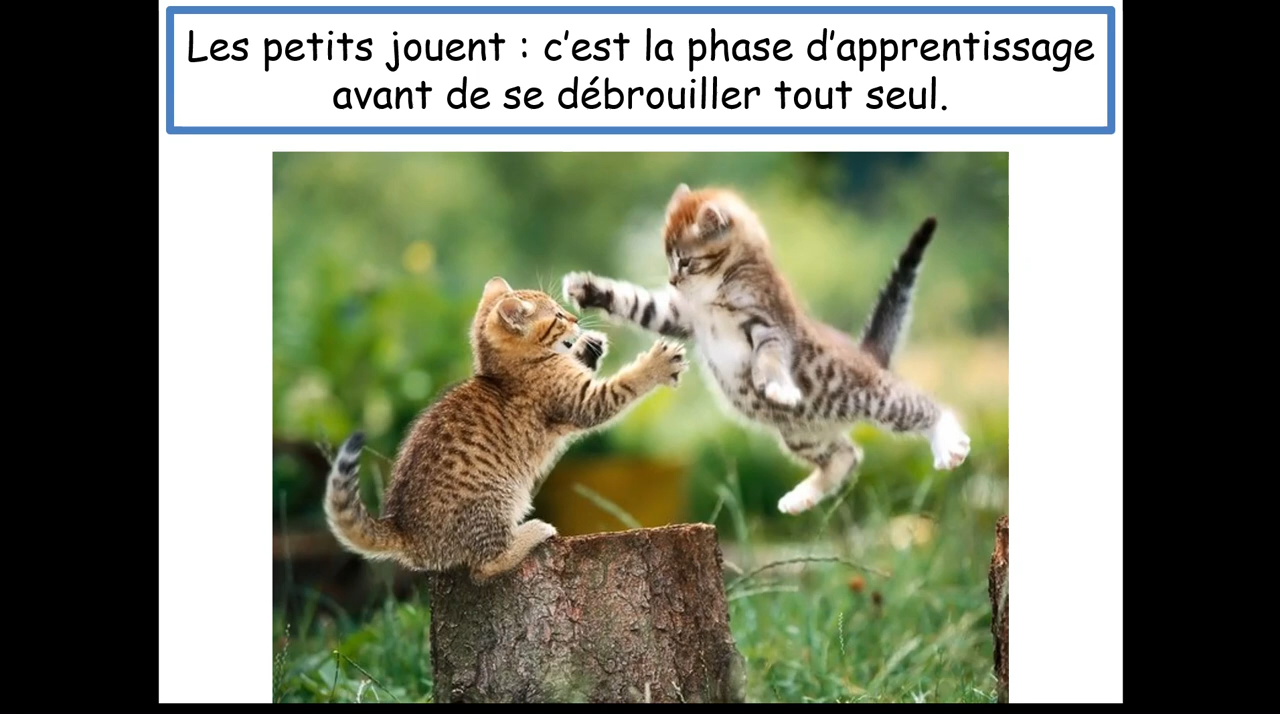 Les petits jouent : c’est la phase d’apprentissage
avant de se débrouiller tout seul.